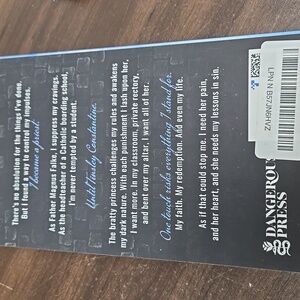 There's no absolution for the things I've done.
But I found a way to control my impulses.
I became a priest.
As Father Magnus Falke, I suppress my cravings.
As the headteacher of a Catholic boarding school,
I'm never tempted by a student.
Until Tinsley Constantine.
The bratty princess challenges my rules and awakens
my dark nature. With each punishment I lash upon her,
I want more. In my classroom, private rectory,
and bent over my altar, I want all of her.
One touch risks everything I stand for.
My faith. My redemption. And even my life.
As if that could stop me. I need her pain,
and her heart, and she needs my lessons in sin.
DANGEROUS
PRESS